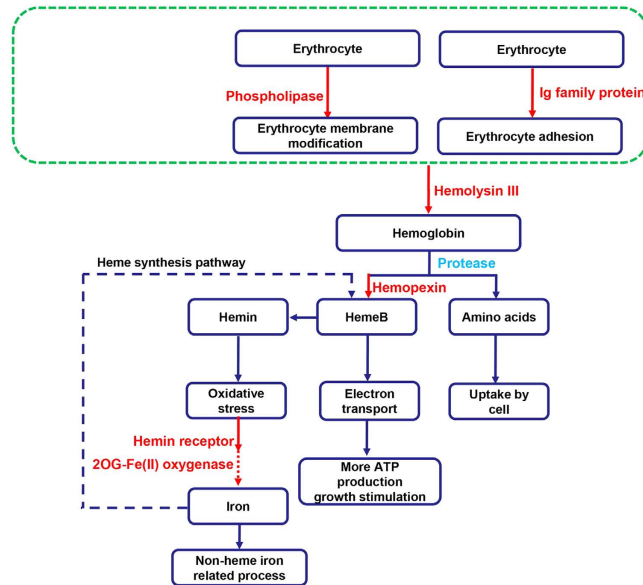 Erythrocyte
Erythrocyte
Phospholipase
Ig family protein
Erythrocyte membrane
modification
Erythrocyte adhesion
Hemolysin III
Hemoglobin
Heme synthesis pathway
Protease
Hemopexin
Hemin
HemeB
Amino acids
Oxidative
stress
Electron
transport
Uptake by
cell
Hemin receptor
2OG-Fe(II) oxygenase
More ATP
production
growth stimulation
Iron
Non-heme iron
related process